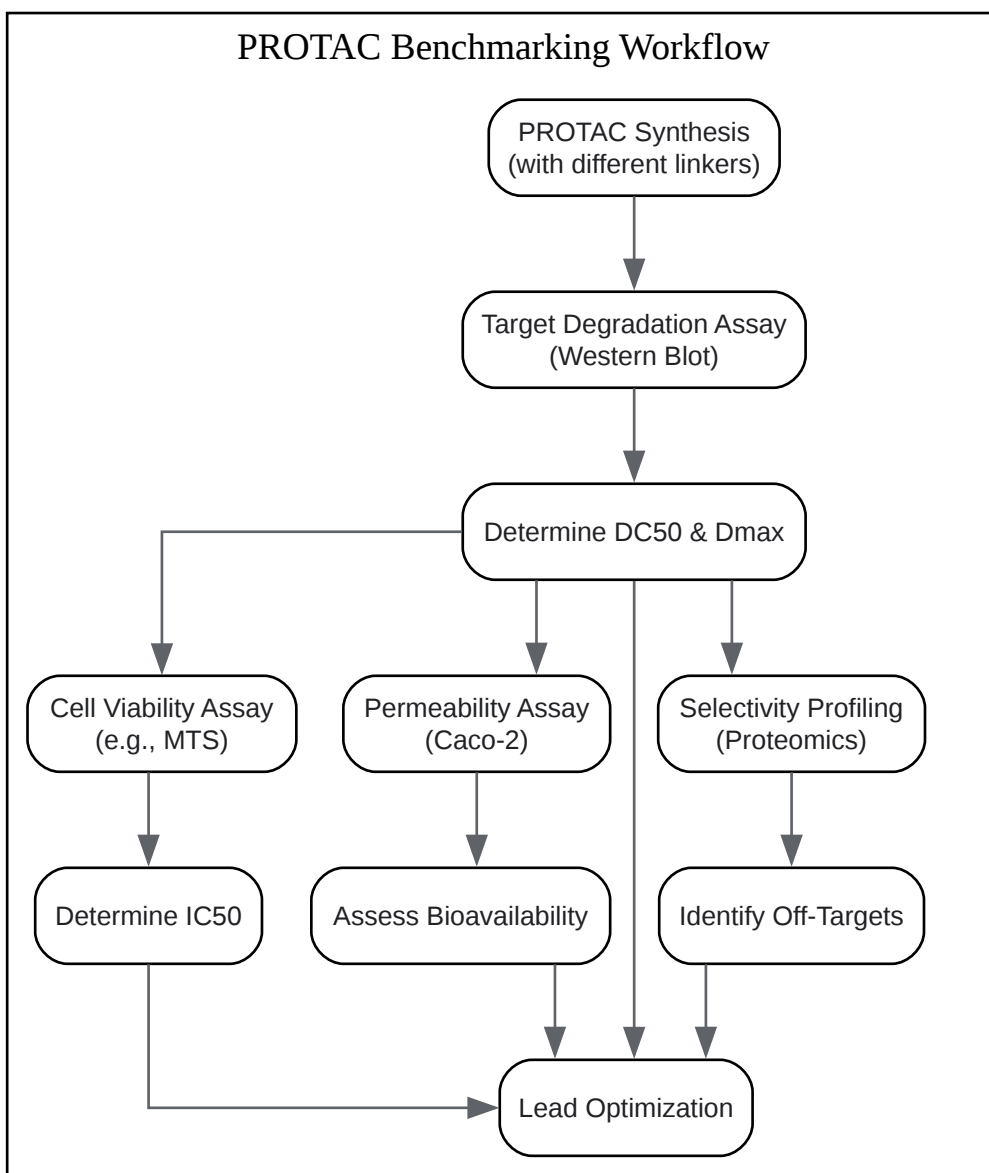 PROTAC Benchmarking Workflow
PROTAC Synthesis
(with different linkers)
Target Degradation Assay
(Western Blot)
Determine DC50 & Dmax
Cell Viability Assay
(e.g., MTS)
Permeability Assay
(Caco-2)
Selectivity Profiling
(Proteomics)
Determine IC50
Assess Bioavailability
Identify Off-Targets
Lead Optimization